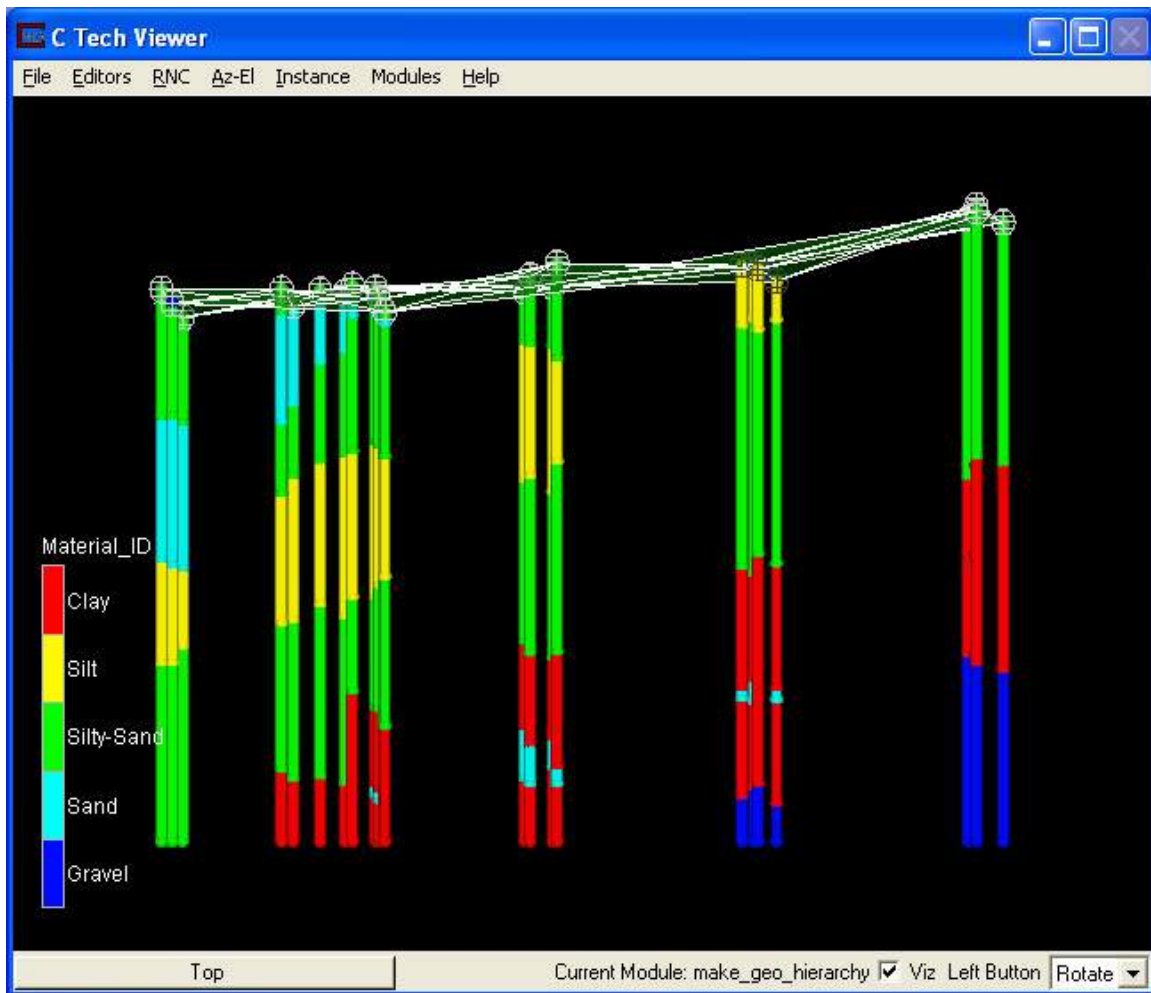 C Tech Viewer
File Editors RNC Az-El Instance Modules Help
Material_ID
Clay
Silt
Silty-Sand
Sand
Gravel
Top Current Module: make_geo_hierarchy Viz Left Button Rotate